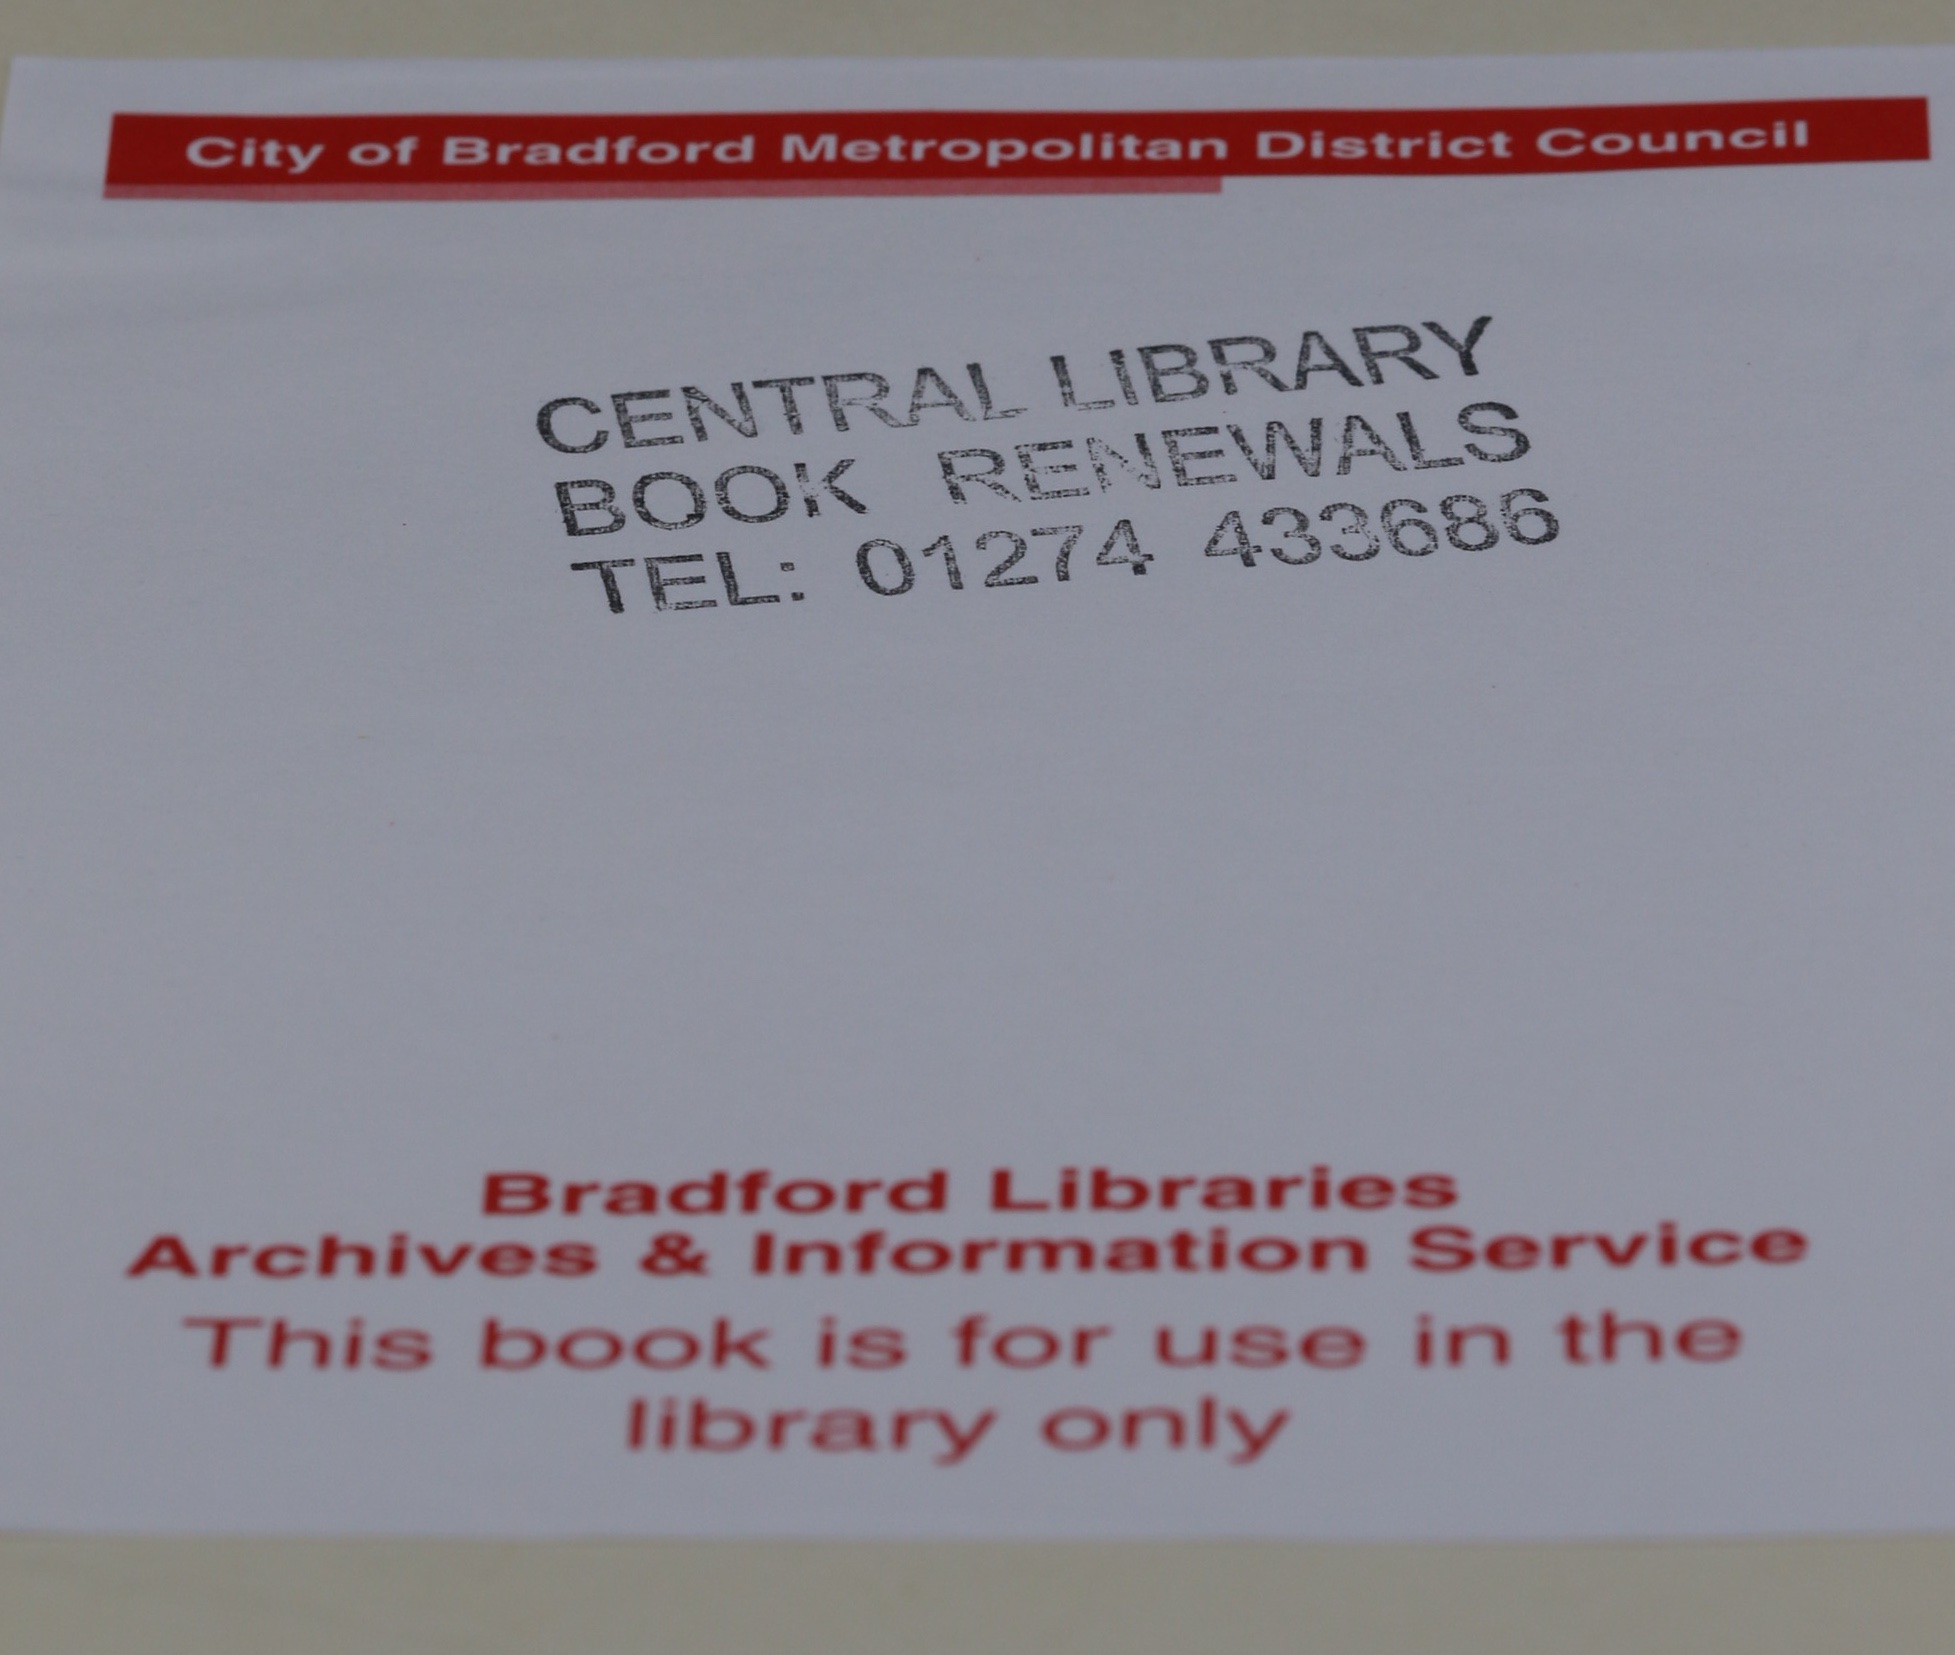 City of Bradford Metropolitan District Council
CENTRAL LIBRARY
BOOK RENEWALS
TEL: 01274 433686
Bradford Libraries
Archives & Information Service
This book is for use in the
library only